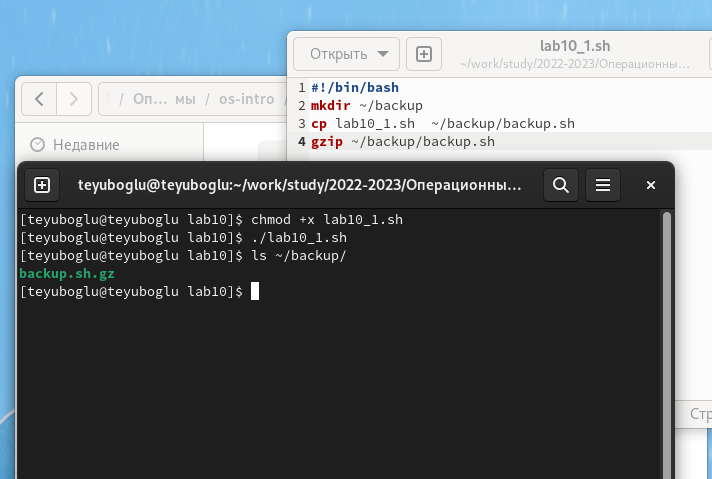 Открыть
lab10_1.sh
~/work/study/2022-2023/Операционны...
1 #!/bin/bash
2 mkdir ~/backup
3 cp lab10_1.sh  ~/backup/backup.sh
4 gzip ~/backup/backup.sh
/ Оп... мы / os-intro /
Недавние
teyuboglu@teyuboglu:~/work/study/2022-2023/Операционны...
[teyuboglu@teyuboglu lab10]$ chmod +x lab10_1.sh
[teyuboglu@teyuboglu lab10]$ ./lab10_1.sh
[teyuboglu@teyuboglu lab10]$ ls ~/backup/
backup.sh.gz
[teyuboglu@teyuboglu lab10]$
Стр